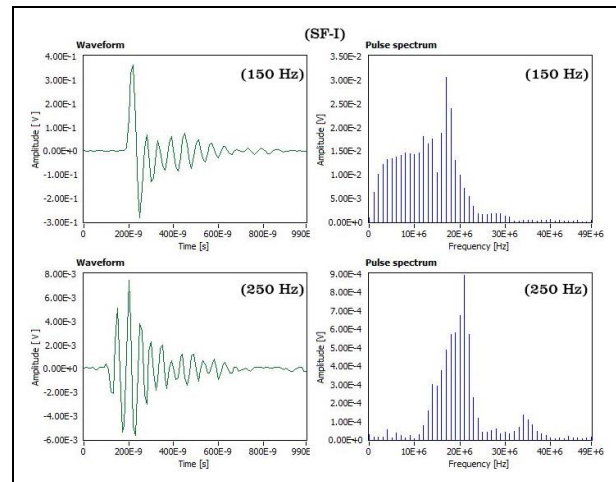 (SF-I)
Waveform
(150 Hz)
Amplitude [ V ]
4.00E-1
3.00E-1
2.00E-1
1.00E-1
0.00E+0
-1.00E-1
-2.00E-1
-3.00E-1
0 200E-9 400E-9 600E-9 800E-9 990E
Time [s]
Pulse spectrum
(150 Hz)
Amplitude [V]
3.50E-2
3.00E-2
2.50E-2
2.00E-2
1.50E-2
1.00E-2
5.00E-3
0.00E+0
0 10E+6 20E+6 30E+6 40E+6 49E+6
Frequency [Hz]
Waveform
(250 Hz)
Amplitude [ V ]
8.00E-3
6.00E-3
4.00E-3
2.00E-3
0.00E+0
-2.00E-3
-4.00E-3
-6.00E-3
0 200E-9 400E-9 600E-9 800E-9 990E-9
Time [s]
Pulse spectrum
(250 Hz)
Amplitude [V]
9.00E-4
8.00E-4
7.00E-4
6.00E-4
5.00E-4
4.00E-4
3.00E-4
2.00E-4
1.00E-4
0.00E+0
0 10E+6 20E+6 30E+6 40E+6 49E+6
Frequency [Hz]